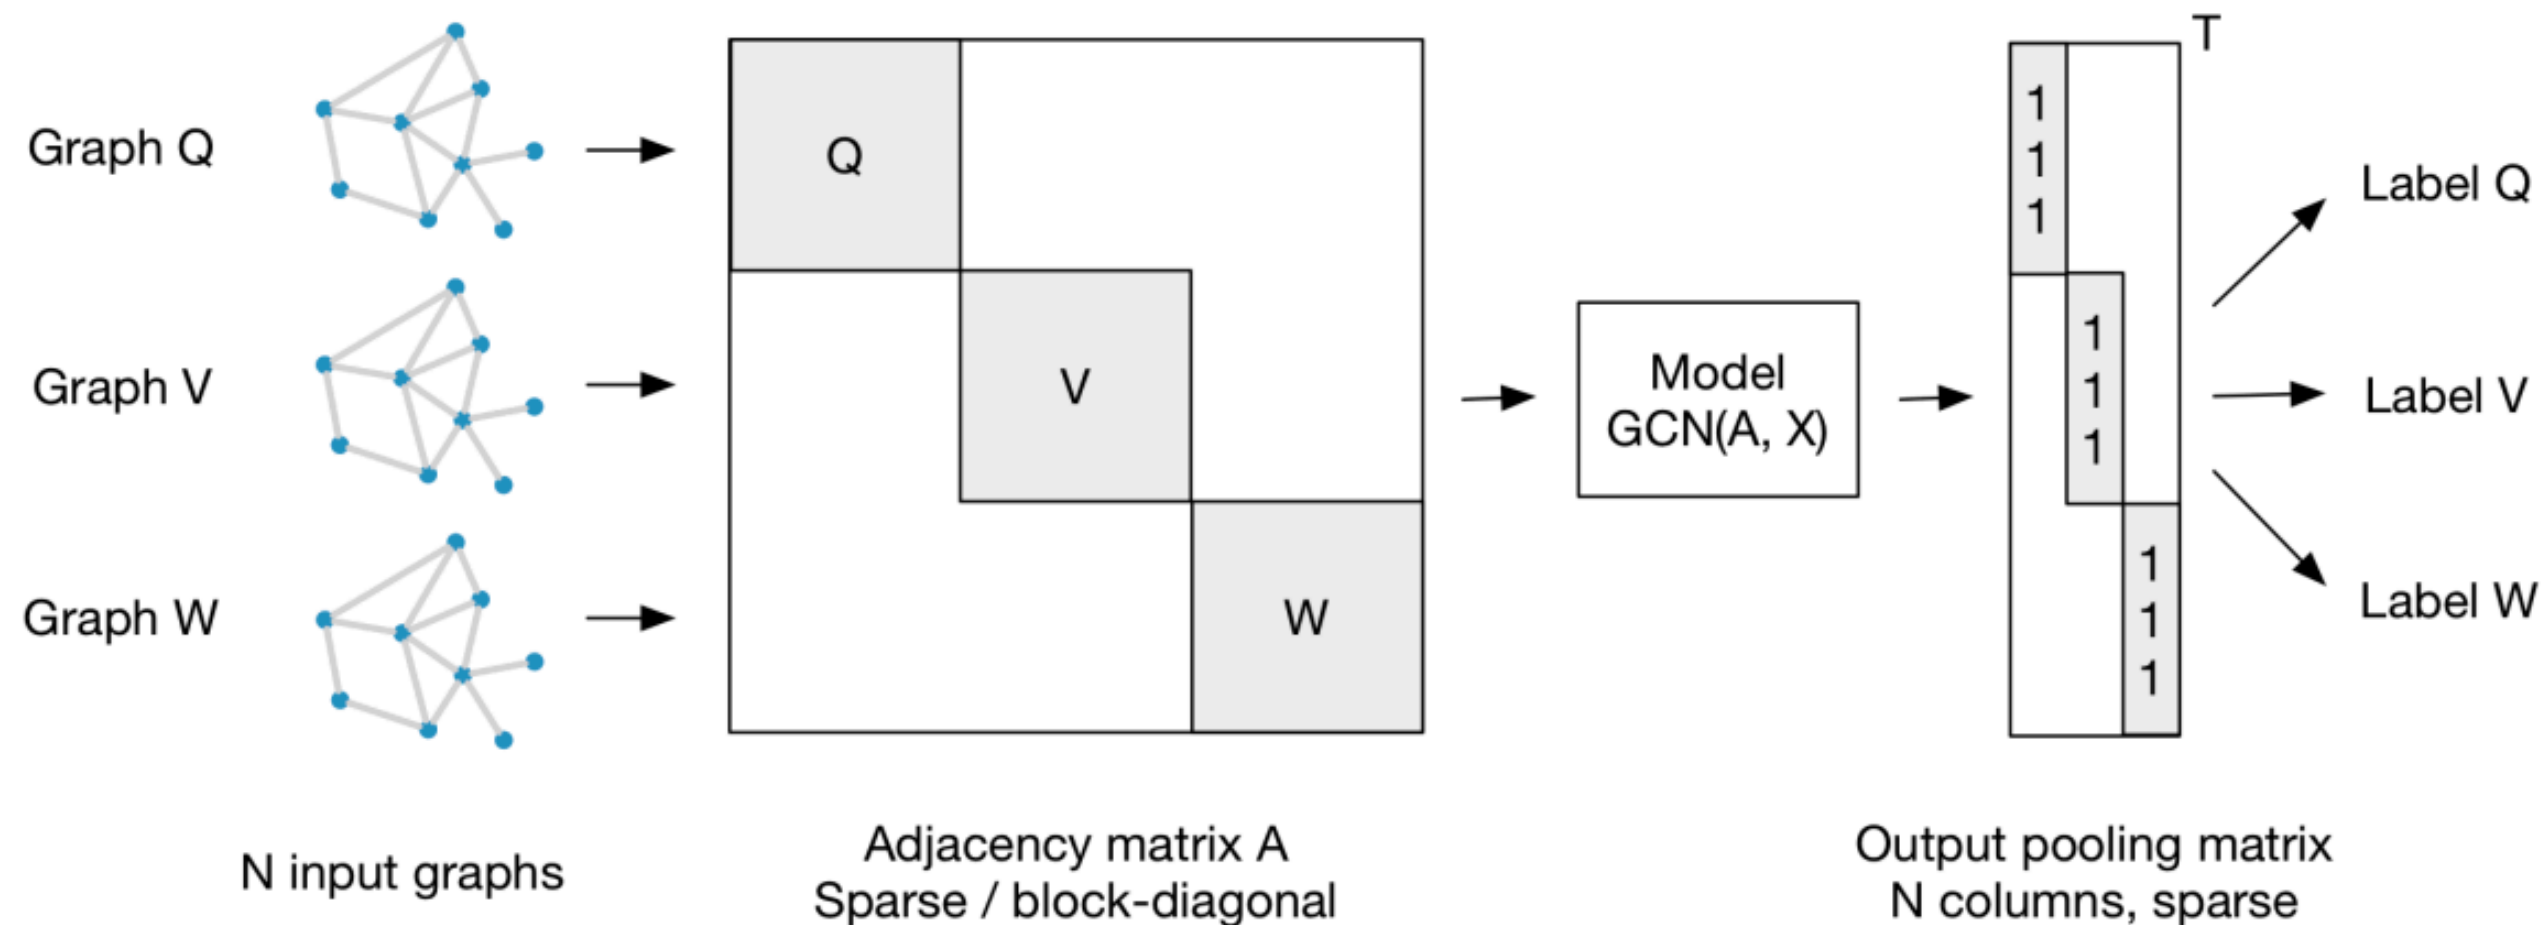 Graph Q
Graph V
Graph W
N input graphs
Q
V
W
Adjacency matrix A
Sparse / block-diagonal
Model
GCN(A, X)
T
1
1
1
1
1
1
1
1
1
Output pooling matrix
N columns, sparse
Label Q
Label V
Label W